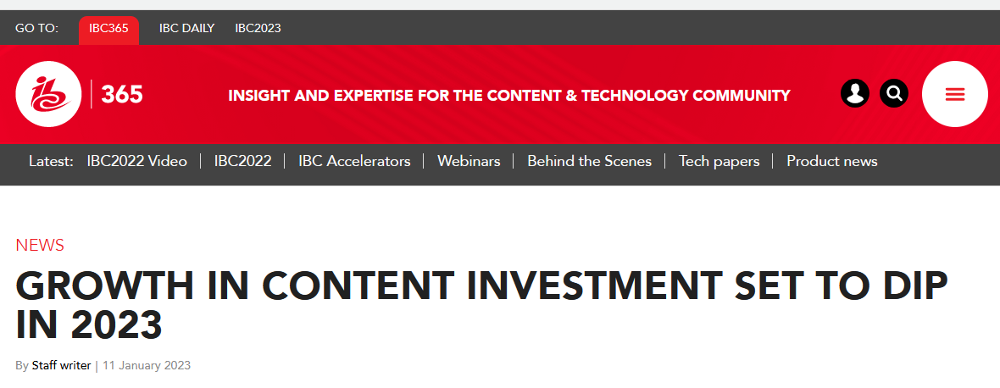 GO TO: IBC365 IBC DAILY IBC2023
ib 365 INSIGHT AND EXPERTISE FOR THE CONTENT & TECHNOLOGY COMMUNITY
Latest: IBC2022 Video | IBC2022 | IBC Accelerators | Webinars | Behind the Scenes | Tech papers | Product news
NEWS
GROWTH IN CONTENT INVESTMENT SET TO DIP
IN 2023
By Staff writer | 11 January 2023